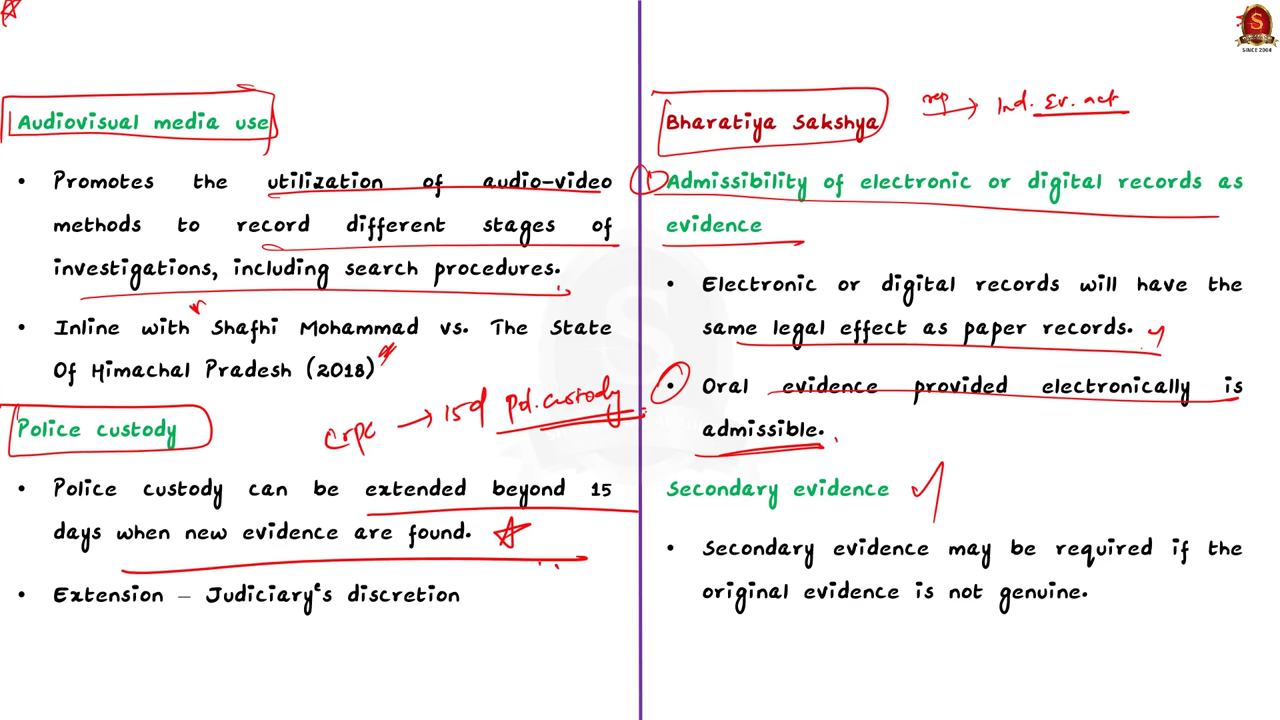 Audiovisual media use
• Promotes the utilization of audio-video
methods to record different stages of
investigations, including search procedures.
• Inline with Shafhi Mohammad vs. The State
Of Himachal Pradesh (2018)
Crpc → 15d Pol. custody
Police custody
• Police custody can be extended beyond 15
days when new evidence are found.
• Extension – Judiciary's discretion
S
SINCE 2004
Bharatiya Sakshya
rep → Ind. Ev. act
1 Admissibility of electronic or digital records as
evidence
• Electronic or digital records will have the
same legal effect as paper records.
• Oral evidence provided electronically is
admissible.
Secondary evidence
• Secondary evidence may be required if the
original evidence is not genuine.